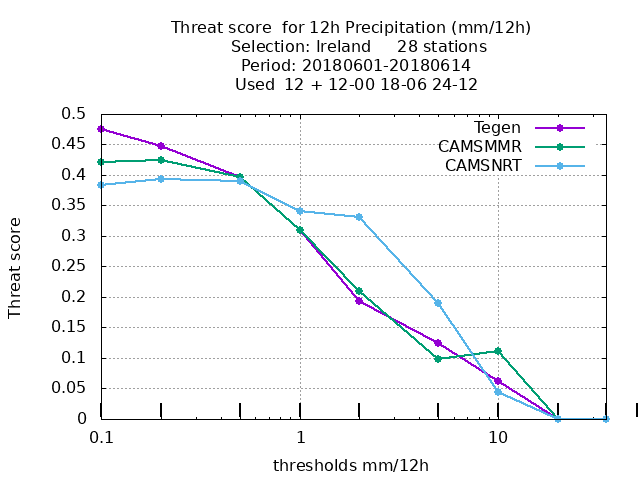 Threat score  for 12h Precipitation (mm/12h)
Selection: Ireland     28 stations
Period: 20180601-20180614
Used  12 + 12-00 18-06 24-12
Tegen
CAMSMMR
CAMSNRT
Threat score
0.5
0.45
0.4
0.35
0.3
0.25
0.2
0.15
0.1
0.05
0
0.1 1 10
thresholds mm/12h